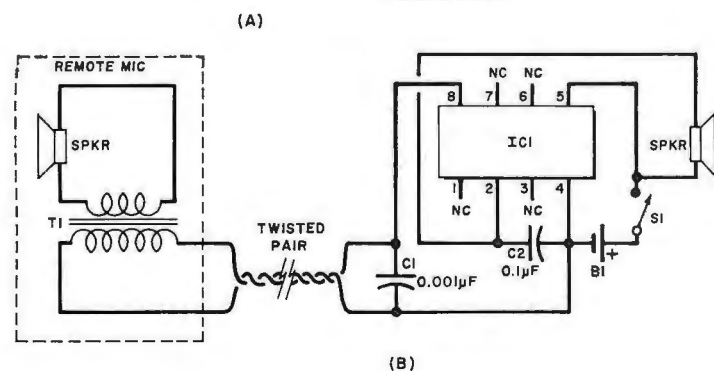 (A)
REMOTE MIC
SPKR
T1
TWISTED
PAIR
C1
0.001µF
NC
NC
8
7
6
5
IC1
1
2
3
4
NC
NC
C2
0.1µF
B1
+
S1
SPKR
(B)